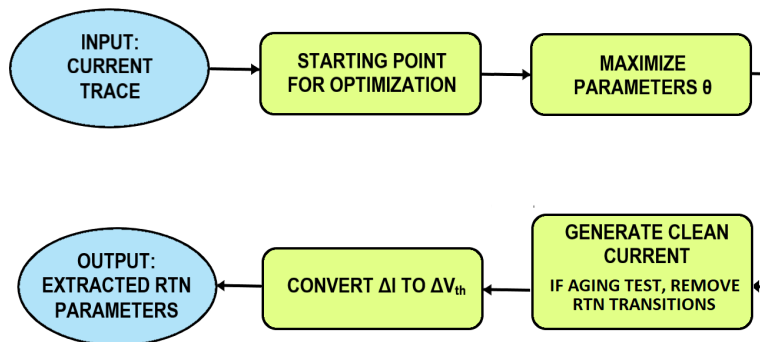 INPUT:
CURRENT
TRACE
STARTING POINT
FOR OPTIMIZATION
MAXIMIZE
PARAMETERS θ
GENERATE CLEAN
CURRENT
IF AGING TEST, REMOVE
RTN TRANSITIONS
CONVERT ΔI TO ΔVth
OUTPUT:
EXTRACTED RTN
PARAMETERS